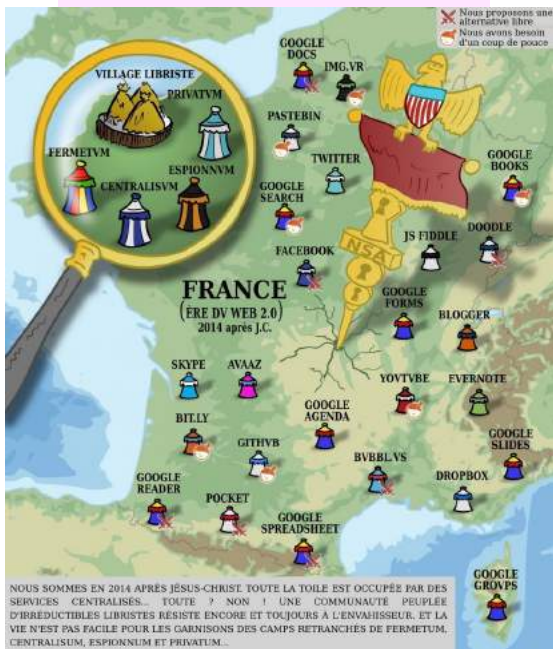 Nous proposons une
alternative libre
Nous avons besoin
d'un coup de pouce
GOOGLE
DOCS
IMG.VR
VILLAGE LIBRISTE
PRIVATVM
PASTEBIN
FERMETVM
ESPIONNVM
TWITTER
GOOGLE
BOOKS
CENTRALISVM
GOOGLE
SEARCH
JS FIDDLE
DOODLE
NSA
FACEBOOK
FRANCE
(ÈRE DV WEB 2.0)
2014 après J.C.
GOOGLE
FORMS
BLOGGER
SKYPE
AVAAZ
YOVTVBE
EVERNOTE
GOOGLE
AGENDA
BIT.LY
GITHVB
GOOGLE
SLIDES
BVBBL.VS
DROPBOX
GOOGLE
READER
POCKET
GOOGLE
SPREADSHEET
GOOGLE
GROVPS
NOUS SOMMES EN 2014 APRÈS JÉSUS-CHRIST. TOUTE LA TOILE EST OCCUPÉE PAR DES
SERVICES CENTRALISÉS... TOUTE ? NON ! UNE COMMUNAUTÉ PEUPLÉE
D'IRRÉDUCTIBLES LIBRISTES RÉSISTE ENCORE ET TOUJOURS À L'ENVAHISSEUR. ET LA
VIE N'EST PAS FACILE POUR LES GARNISONS DES CAMPS RETRANCHÉS DE FERMETUM,
CENTRALISUM, ESPIONNUM ET PRIVATUM...